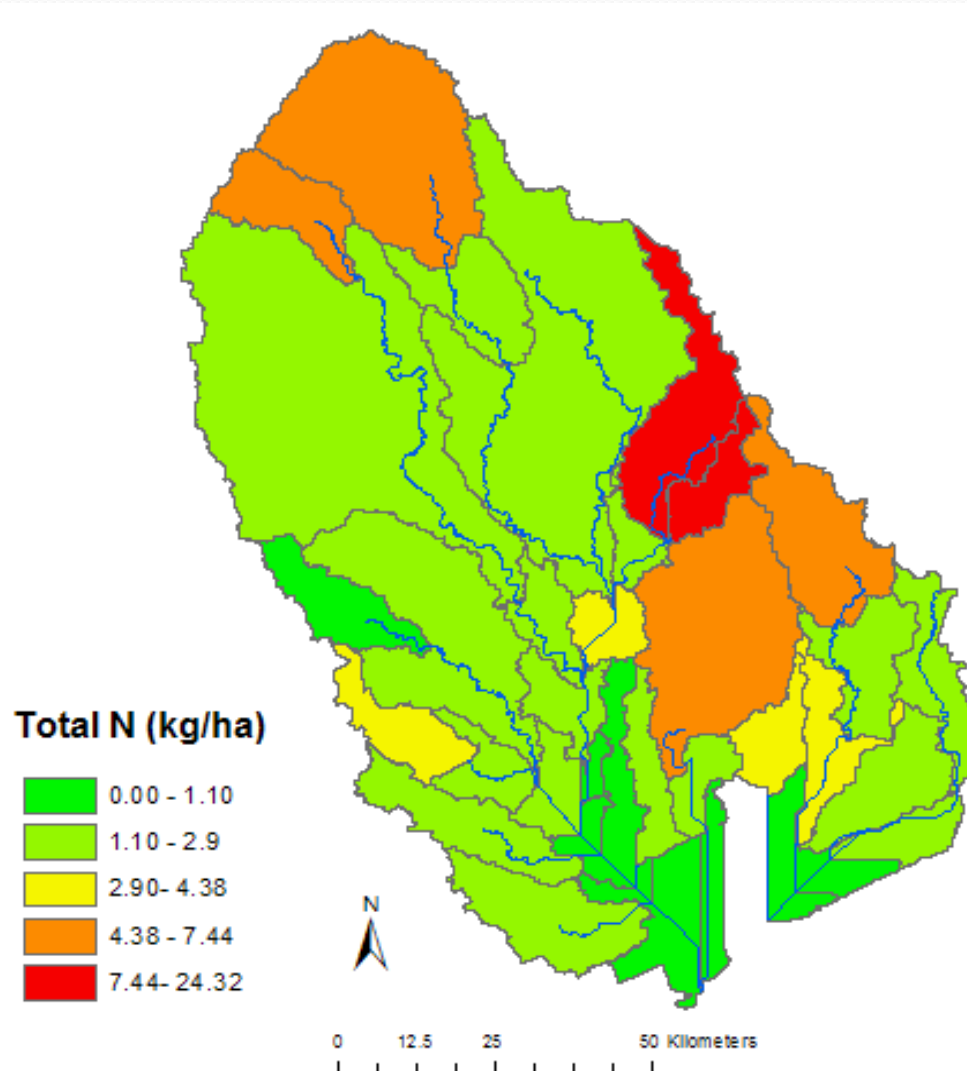 Total N (kg/ha)
0.00 - 1.10
1.10 - 2.9
2.90- 4.38
4.38 - 7.44
7.44- 24.32
N
0 12.5 25 50 Kilometers